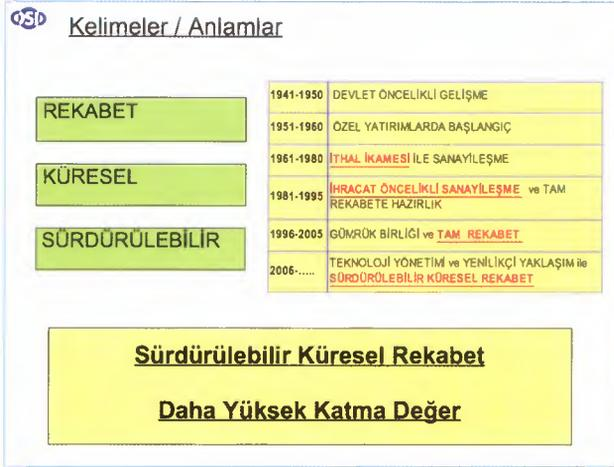 OSD
Kelimeler / Anlamlar
REKABET
KÜRESEL
SÜRDÜRÜLEBİLİR
1941-1950 DEVLET ÖNCELİKLİ GELİŞME
1951-1960 ÖZEL YATIRIMLARDA BAŞLANGIÇ
1961-1980 İTHAL İKAMESİ İLE SANAYİLEŞME
1981-1995 İHRACAT ÖNCELİKLİ SANAYİLEŞME ve TAM
REKABETE HAZIRLIK
1996-2005 GÜMRÜK BİRLİĞİ ve TAM REKABET
2006-..... TEKNOLOJİ YÖNETİMİ ve YENİLİKÇİ YAKLAŞIM ile
SÜRDÜRÜLEBİLİR KÜRESEL REKABET
Sürdürülebilir Küresel Rekabet
Daha Yüksek Katma Değer